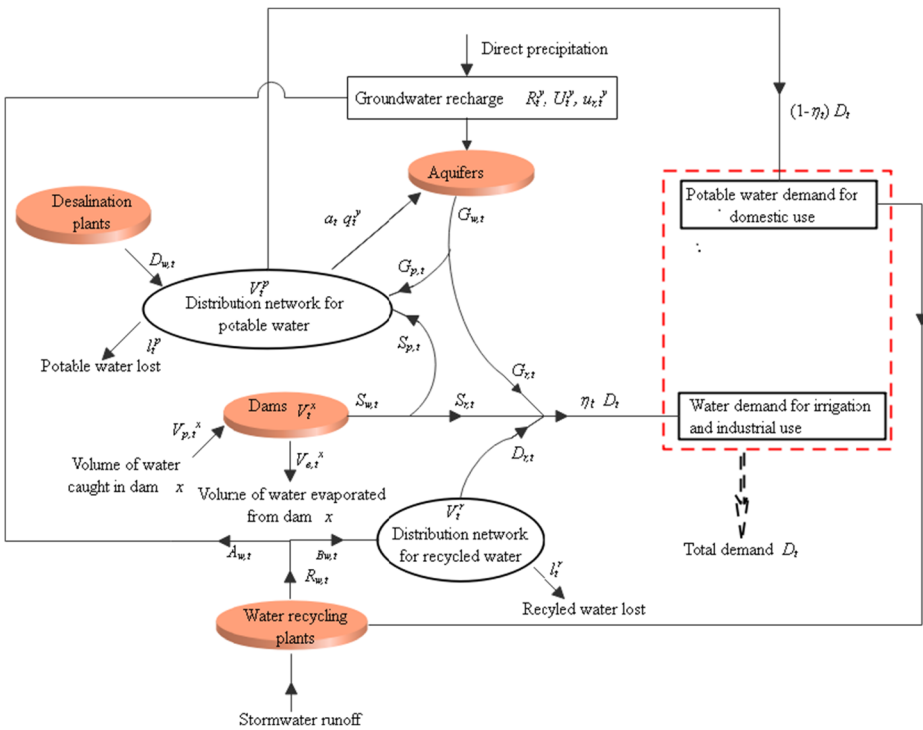 Direct precipitation
Groundwater recharge R_t^p, U_t^p, u_{r,t}^p
(1-η_t) D_t
Aquifers
Desalination
plants
Potable water demand for
domestic use
a_t q_t^p
G_{w,t}
D_{w,t}
G_{p,t}
V_t^p
Distribution network for
potable water
l_t^p
Potable water lost
S_{p,t}
G_{r,t}
Dams V_t^x
S_{w,t}
S_{r,t}
η_t D_t
Water demand for irrigation
and industrial use
V_{p,t}^x
V_{e,t}^x
D_{r,t}
Volume of water
caught in dam x
Volume of water evaporated
from dam x
V_t^r
Distribution network
for recycled water
Total demand D_t
A_{w,t}
B_{w,t}
R_{w,t}
l_t^r
Recyled water lost
Water recycling
plants
Stormwater runoff